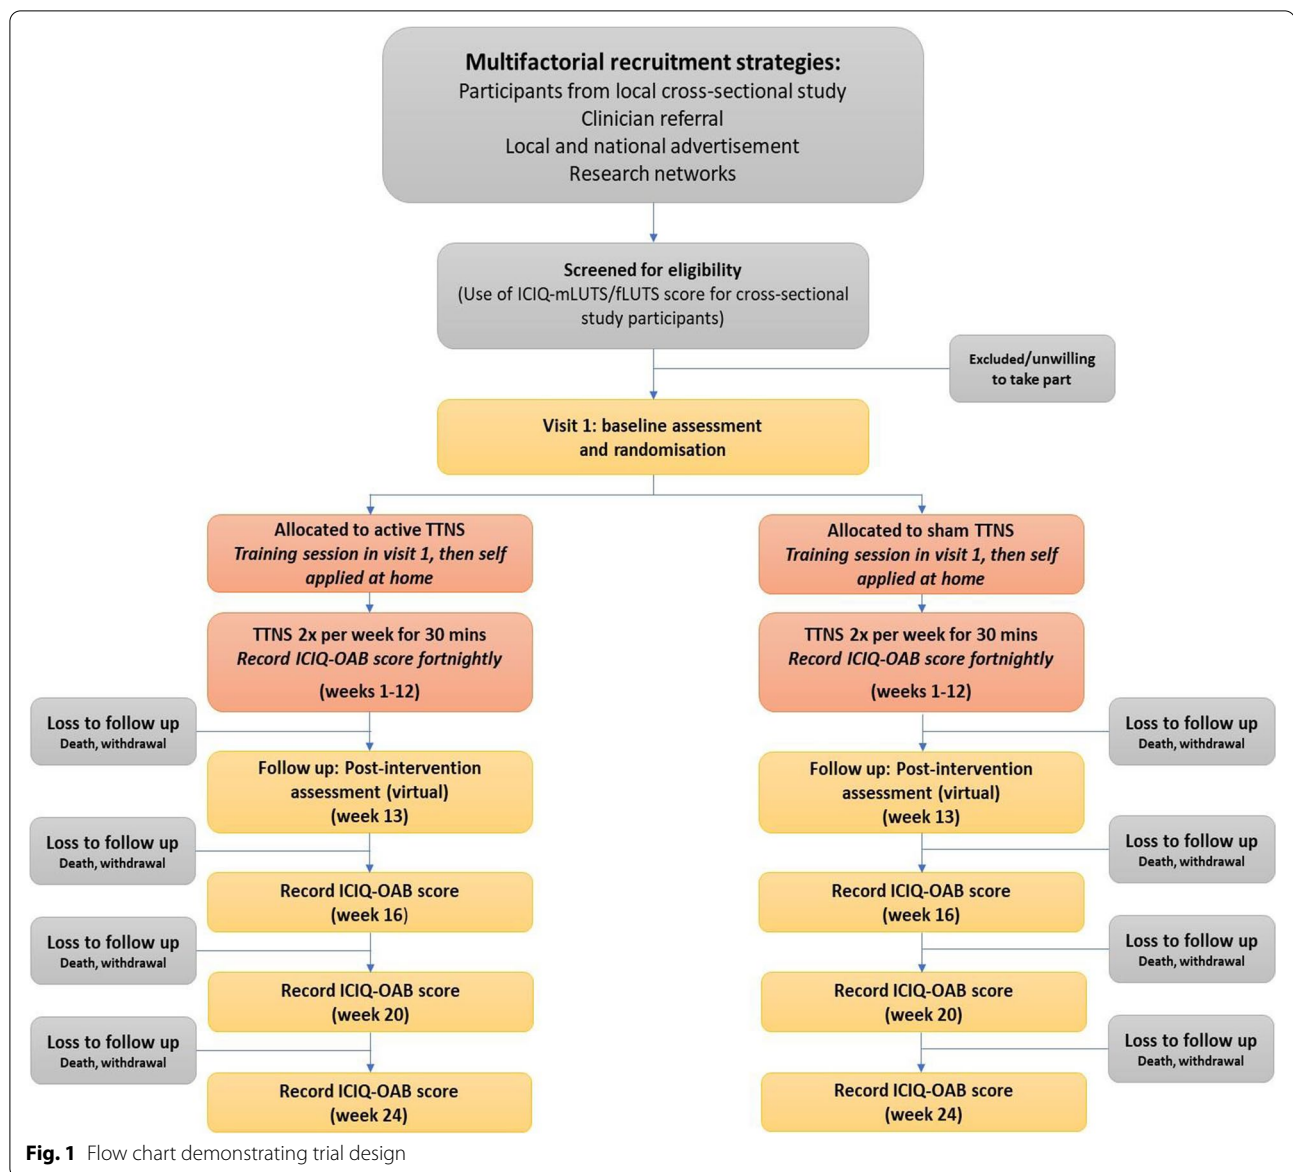 Multifactorial recruitment strategies:
Participants from local cross-sectional study
Clinician referral
Local and national advertisement
Research networks
Screened for eligibility
(Use of ICIQ-mLUTS/fLUTS score for cross-sectional
study participants)
Excluded/unwilling
to take part
Visit 1: baseline assessment
and randomisation
Allocated to active TTNS
Training session in visit 1, then self
applied at home
Allocated to sham TTNS
Training session in visit 1, then self
applied at home
TTNS 2x per week for 30 mins
Record ICIQ-OAB score fortnightly
(weeks 1-12)
TTNS 2x per week for 30 mins
Record ICIQ-OAB score fortnightly
(weeks 1-12)
Loss to follow up
Death, withdrawal
Loss to follow up
Death, withdrawal
Follow up: Post-intervention
assessment (virtual)
(week 13)
Follow up: Post-intervention
assessment (virtual)
(week 13)
Loss to follow up
Death, withdrawal
Loss to follow up
Death, withdrawal
Record ICIQ-OAB score
(week 16)
Record ICIQ-OAB score
(week 16)
Loss to follow up
Death, withdrawal
Loss to follow up
Death, withdrawal
Record ICIQ-OAB score
(week 20)
Record ICIQ-OAB score
(week 20)
Loss to follow up
Death, withdrawal
Loss to follow up
Death, withdrawal
Record ICIQ-OAB score
(week 24)
Record ICIQ-OAB score
(week 24)
Fig. 1 Flow chart demonstrating trial design